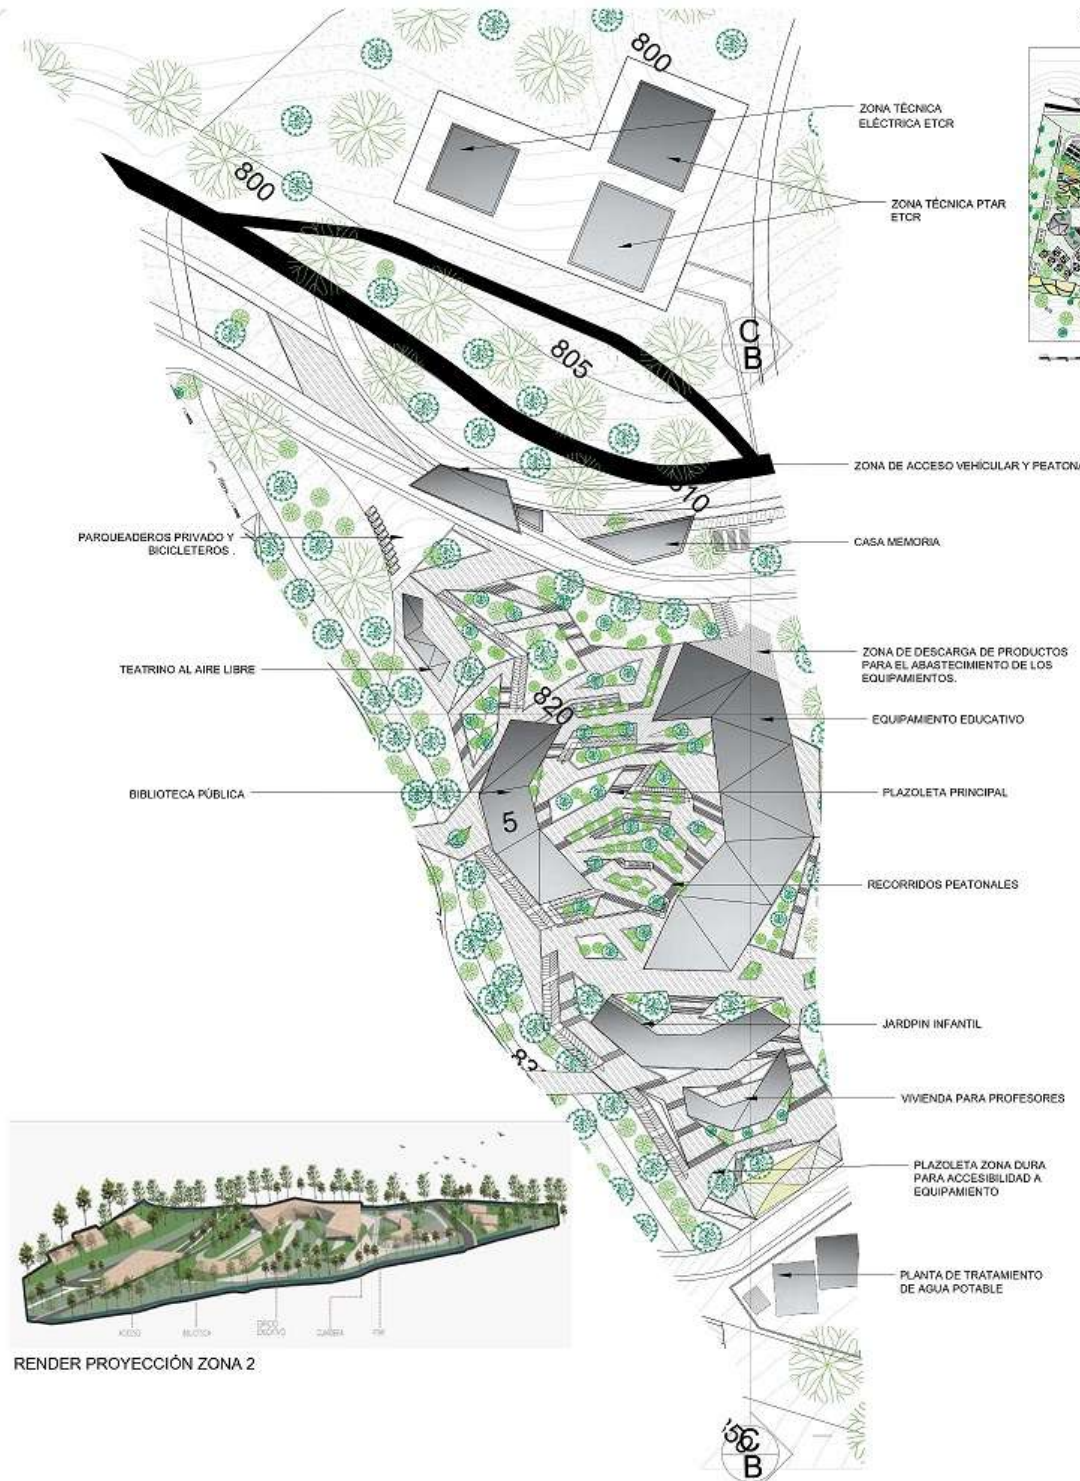 800
ZONA TÉCNICA
ELÉCTRICA ETCR
800
ZONA TÉCNICA PTAR
ETCR
C
B
805
ZONA DE ACCESO VEHÍCULAR Y PEATONA
810
PARQUEADEROS PRIVADO Y
BICICLETEROS .
CASA MEMORIA
TEATRINO AL AIRE LIBRE
ZONA DE DESCARGA DE PRODUCTOS
PARA EL ABASTECIMIENTO DE LOS
EQUIPAMIENTOS.
820
EQUIPAMIENTO EDUCATIVO
BIBLIOTECA PÚBLICA
PLAZOLETA PRINCIPAL
5
RECORRIDOS PEATONALES
JARDPIN INFANTIL
VIVIENDA PARA PROFESORES
PLAZOLETA ZONA DURA
PARA ACCESIBILIDAD A
EQUIPAMIENTO
PLANTA DE TRATAMIENTO
DE AGUA POTABLE
RENDER PROYECCIÓN ZONA 2
C
B